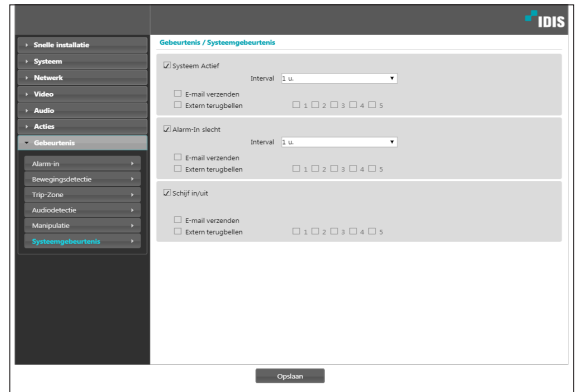 IDIS
Snelle installatie
Systeem
Netwerk
Video
Audio
Acties
Gebeurtenis
Alarm-in
Bewegingsdetectie
Trip-Zone
Audiodetectie
Manipulatie
Systeemgebeurtenis
Gebeurtenis / Systeemgebeurtenis
Systeem Actief
Interval 1 u.
E-mail verzenden
Extern terugbellen 1 2 3 4 5
Alarm-In slecht
Interval 1 u.
E-mail verzenden
Extern terugbellen 1 2 3 4 5
Schijf in/uit
E-mail verzenden
Extern terugbellen 1 2 3 4 5
Opslaan